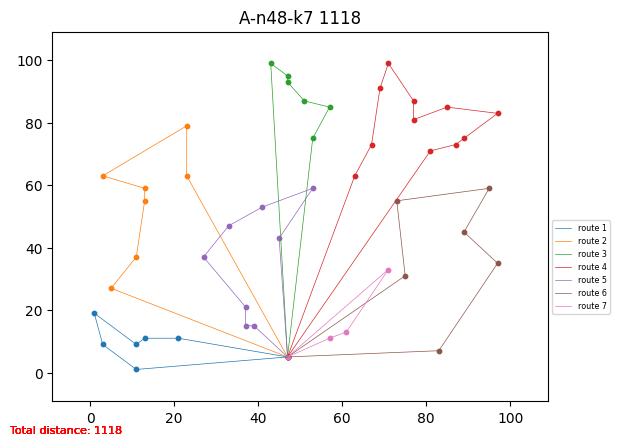 A-n48-k7 1118
100
80
60
40
20
0
0 20 40 60 80 100
route 1
route 2
route 3
route 4
route 5
route 6
route 7
Total distance: 1118